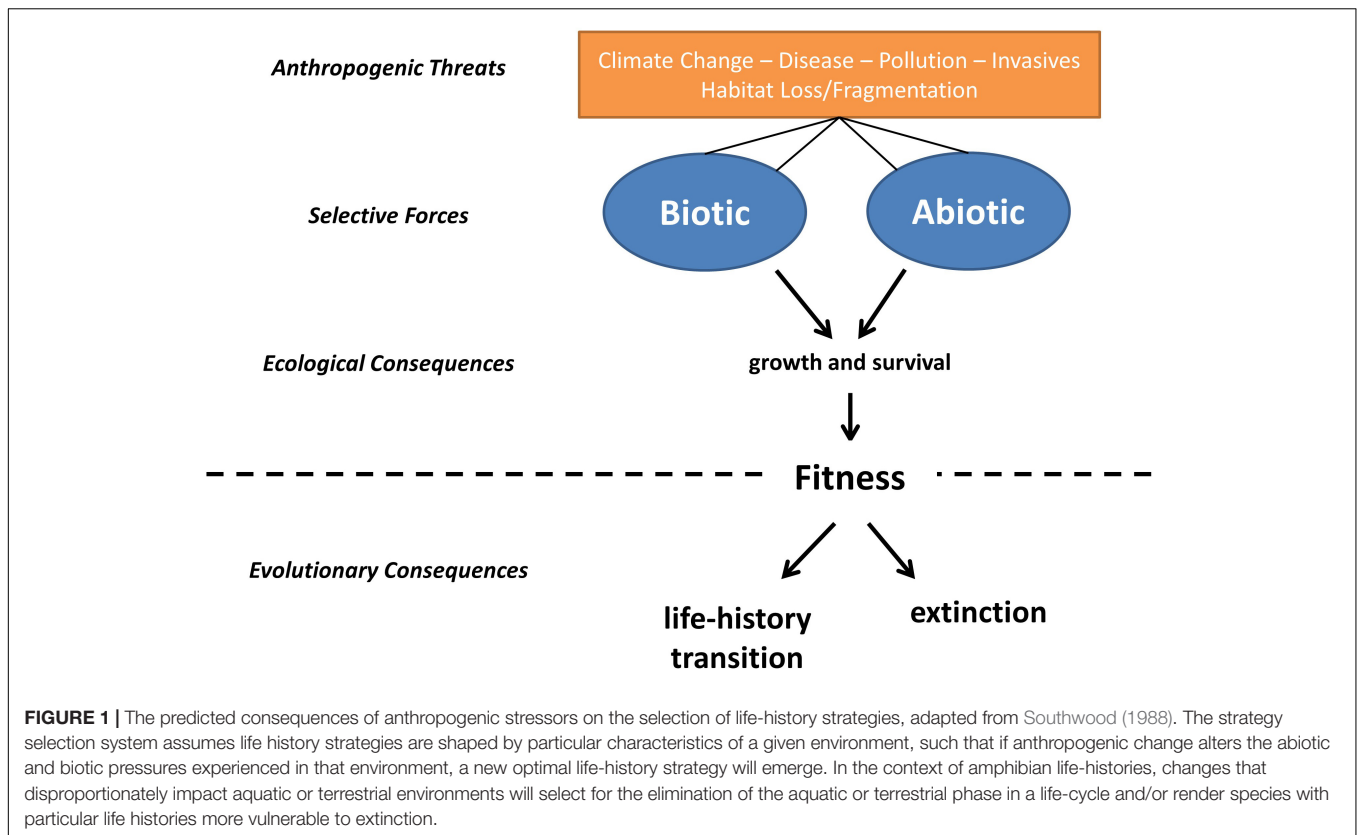 Anthropogenic Threats
Climate Change – Disease – Pollution – Invasives
Habitat Loss/Fragmentation
Selective Forces
Biotic
Abiotic
Ecological Consequences
growth and survival
Fitness
Evolutionary Consequences
life-history
transition
extinction
FIGURE 1 | The predicted consequences of anthropogenic stressors on the selection of life-history strategies, adapted from Southwood (1988). The strategy
selection system assumes life history strategies are shaped by particular characteristics of a given environment, such that if anthropogenic change alters the abiotic
and biotic pressures experienced in that environment, a new optimal life-history strategy will emerge. In the context of amphibian life-histories, changes that
disproportionately impact aquatic or terrestrial environments will select for the elimination of the aquatic or terrestrial phase in a life-cycle and/or render species with
particular life histories more vulnerable to extinction.